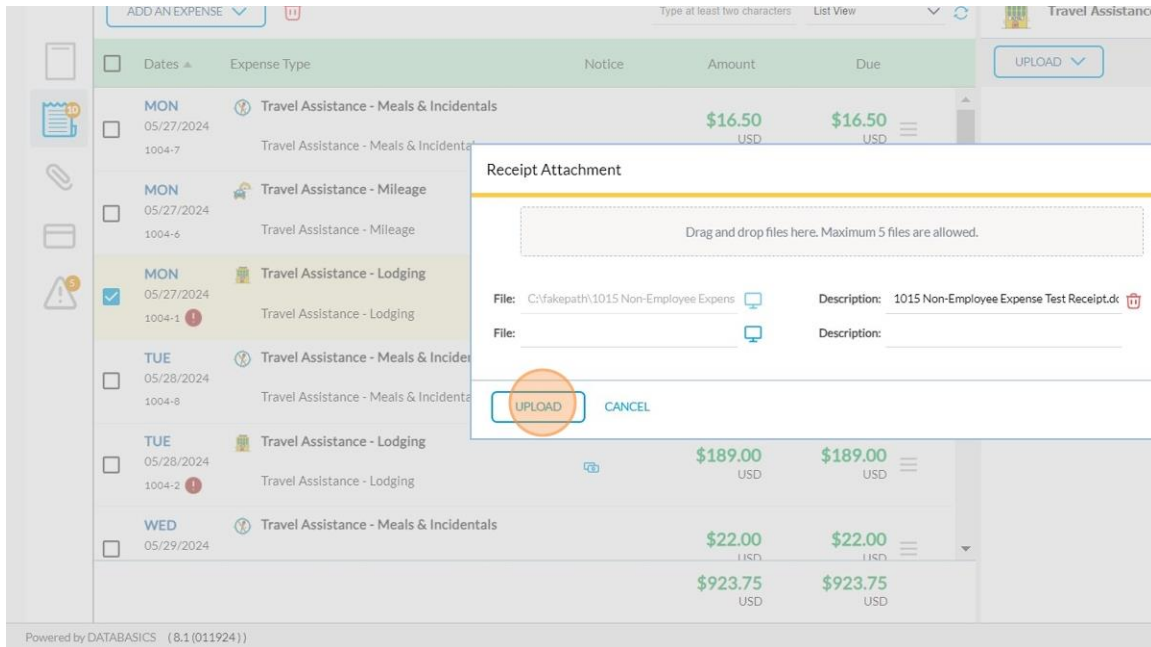 ADD AN EXPENSE
Type at least two characters
List View
Travel Assistance
Dates
Expense Type
Notice
Amount
Due
UPLOAD
10
MON
Travel Assistance - Meals & Incidentals
05/27/2024
$16.50
$16.50
1004-7
Travel Assistance - Meals & Incidenta
USD
USD
Receipt Attachment
MON
Travel Assistance - Mileage
05/27/2024
1004-6
Travel Assistance - Mileage
Drag and drop files here. Maximum 5 files are allowed.
MON
Travel Assistance - Lodging
5
05/27/2024
1004-1 !
Travel Assistance - Lodging
File: C:\fakepath\1015 Non-Employee Expens
Description: 1015 Non-Employee Expense Test Receipt.dc
File:
Description:
TUE
Travel Assistance - Meals & Inciden
05/28/2024
1004-8
Travel Assistance - Meals & Incidenta
UPLOAD
CANCEL
TUE
Travel Assistance - Lodging
05/28/2024
$189.00
$189.00
1004-2 !
Travel Assistance - Lodging
USD
USD
WED
Travel Assistance - Meals & Incidentals
05/29/2024
$22.00
$22.00
USD
USD
$923.75
$923.75
USD
USD
Powered by DATABASICS ( 8.1 (011924) )